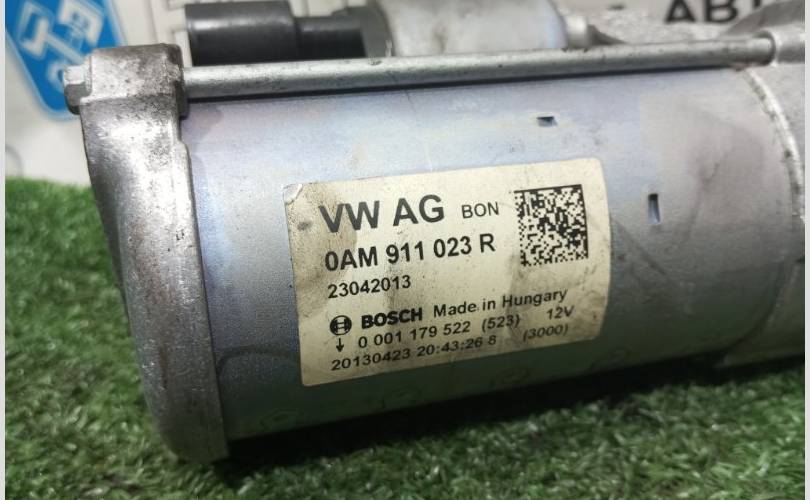 АВТ
VW AG BON
0AM 911 023 R
23042013
BOSCH Made in Hungary
0 001 179 522 (523) 12V
20130423 20:43:26 8 (3000)